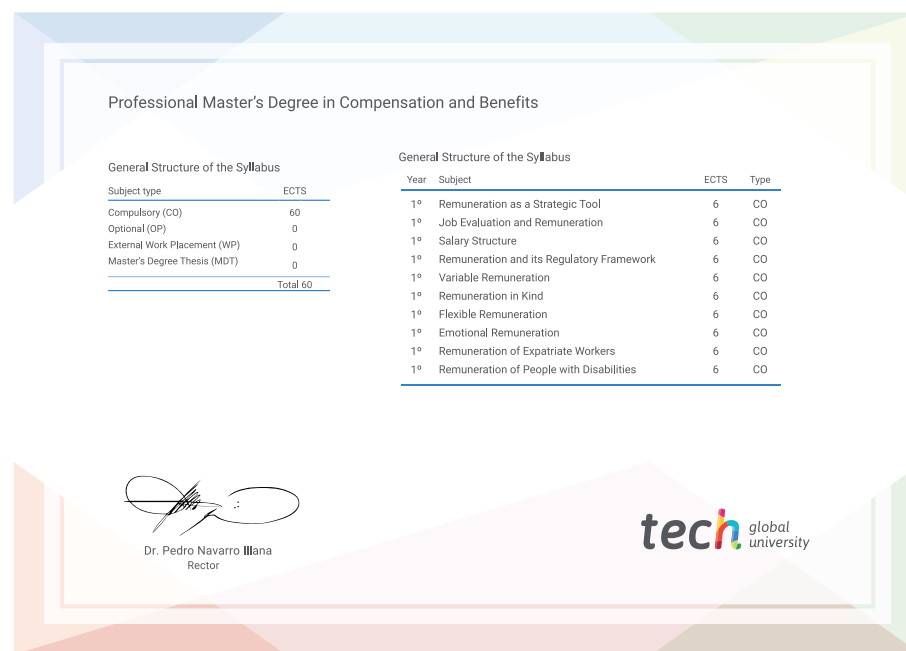 Professional Master's Degree in Compensation and Benefits
General Structure of the Syllabus
Subject type ECTS
Compulsory (CO) 60
Optional (OP) 0
External Work Placement (WP) 0
Master's Degree Thesis (MDT) 0
Total 60
General Structure of the Syllabus
Year Subject ECTS Type
1º Remuneration as a Strategic Tool 6 CO
1º Job Evaluation and Remuneration 6 CO
1º Salary Structure 6 CO
1º Remuneration and its Regulatory Framework 6 CO
1º Variable Remuneration 6 CO
1º Remuneration in Kind 6 CO
1º Flexible Remuneration 6 CO
1º Emotional Remuneration 6 CO
1º Remuneration of Expatriate Workers 6 CO
1º Remuneration of People with Disabilities 6 CO
Dr. Pedro Navarro Illana
Rector
tech global
university